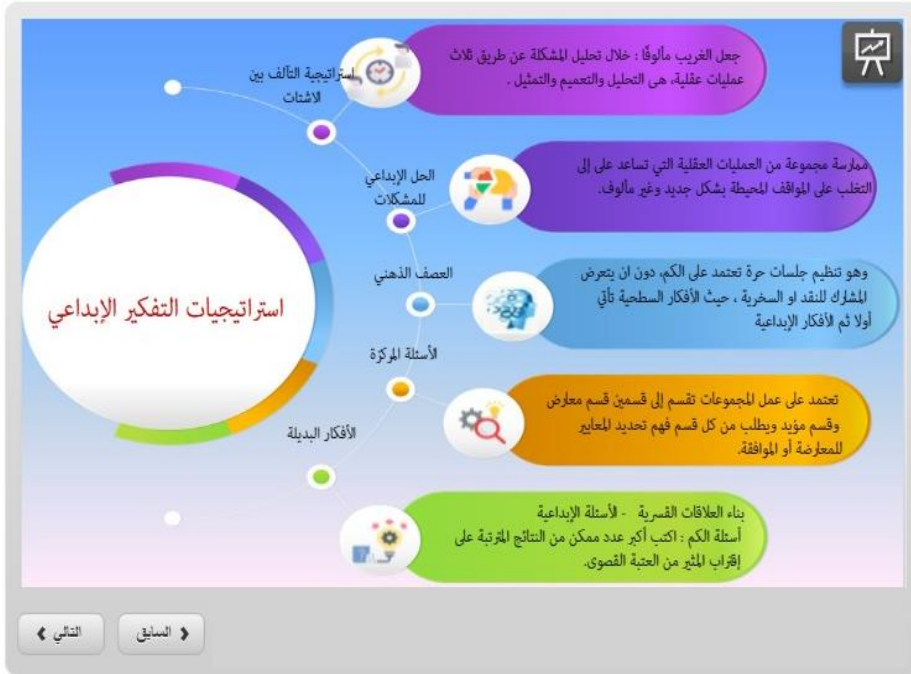 استراتيجيات التفكير الإبداعي
استراتيجية التآلف بين
الاشتات
جعل الغريب مألوفًا : خلال تحليل المشكلة عن طريق ثلاث
عمليات عقلية، هى التحليل والتعميم والتمثيل .
الحل الإبداعي
للمشكلات
ممارسة مجموعة من العمليات العقلية التي تساعد على إلى
التغلب على المواقف المحيطة بشكل جديد وغير مألوف.
العصف الذهني
وهو تنظيم جلسات حرة تعتمد على الكم، دون ان يتعرض
المشارك للنقد او السخرية ، حيث الأفكار السطحية تأتي
أولا ثم الأفكار الإبداعية
الأسئلة المركزة
تعتمد على عمل المجموعات تقسم إلى قسمين قسم معارض
وقسم مؤيد ويطلب من كل قسم فهم تحديد المعايير
للمعارضة أو الموافقة.
الأفكار البديلة
بناء العلاقات القسرية - الأسئلة الإبداعية
أسئلة الكم : اكتب أكبر عدد ممكن من النتائج المترتبة على
إقتراب المثير من العتبة القصوى.
السابق
التالي